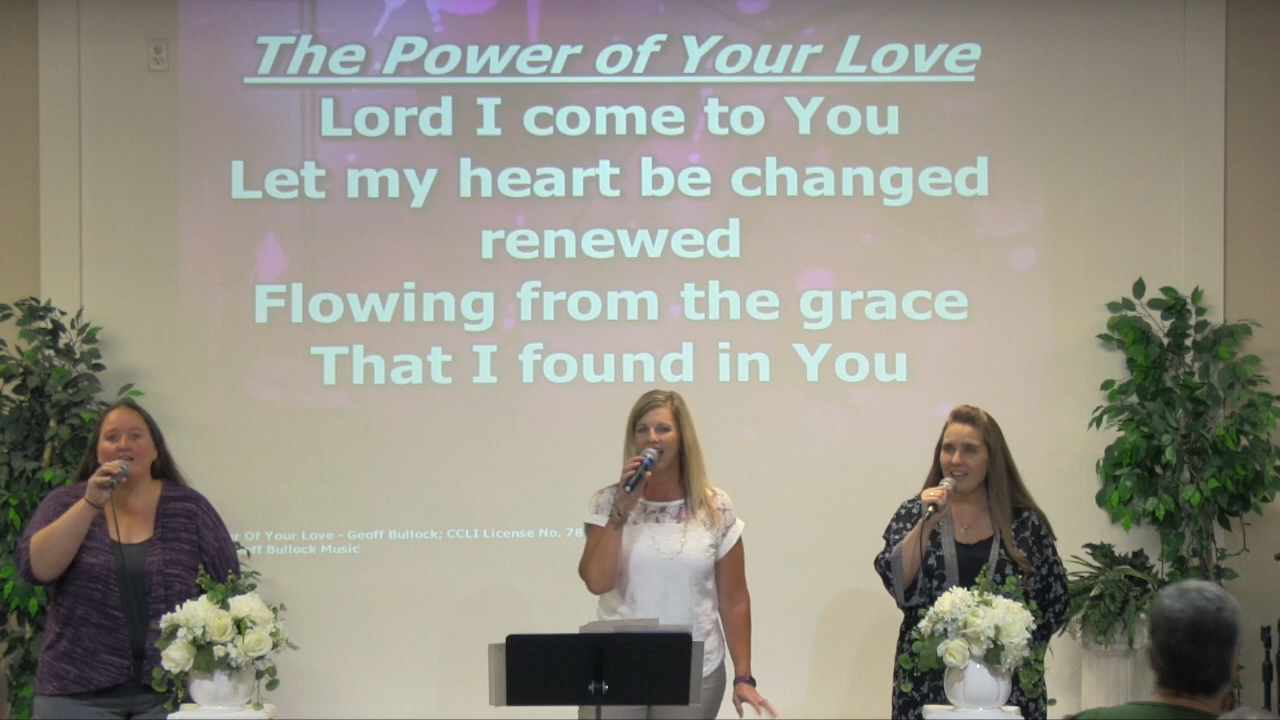 The Power of Your Love
Lord I come to You
Let my heart be changed
renewed
Flowing from the grace
That I found in You
Of Your Love - Geoff Bullock; CCLI License No. 78
Bullock Music